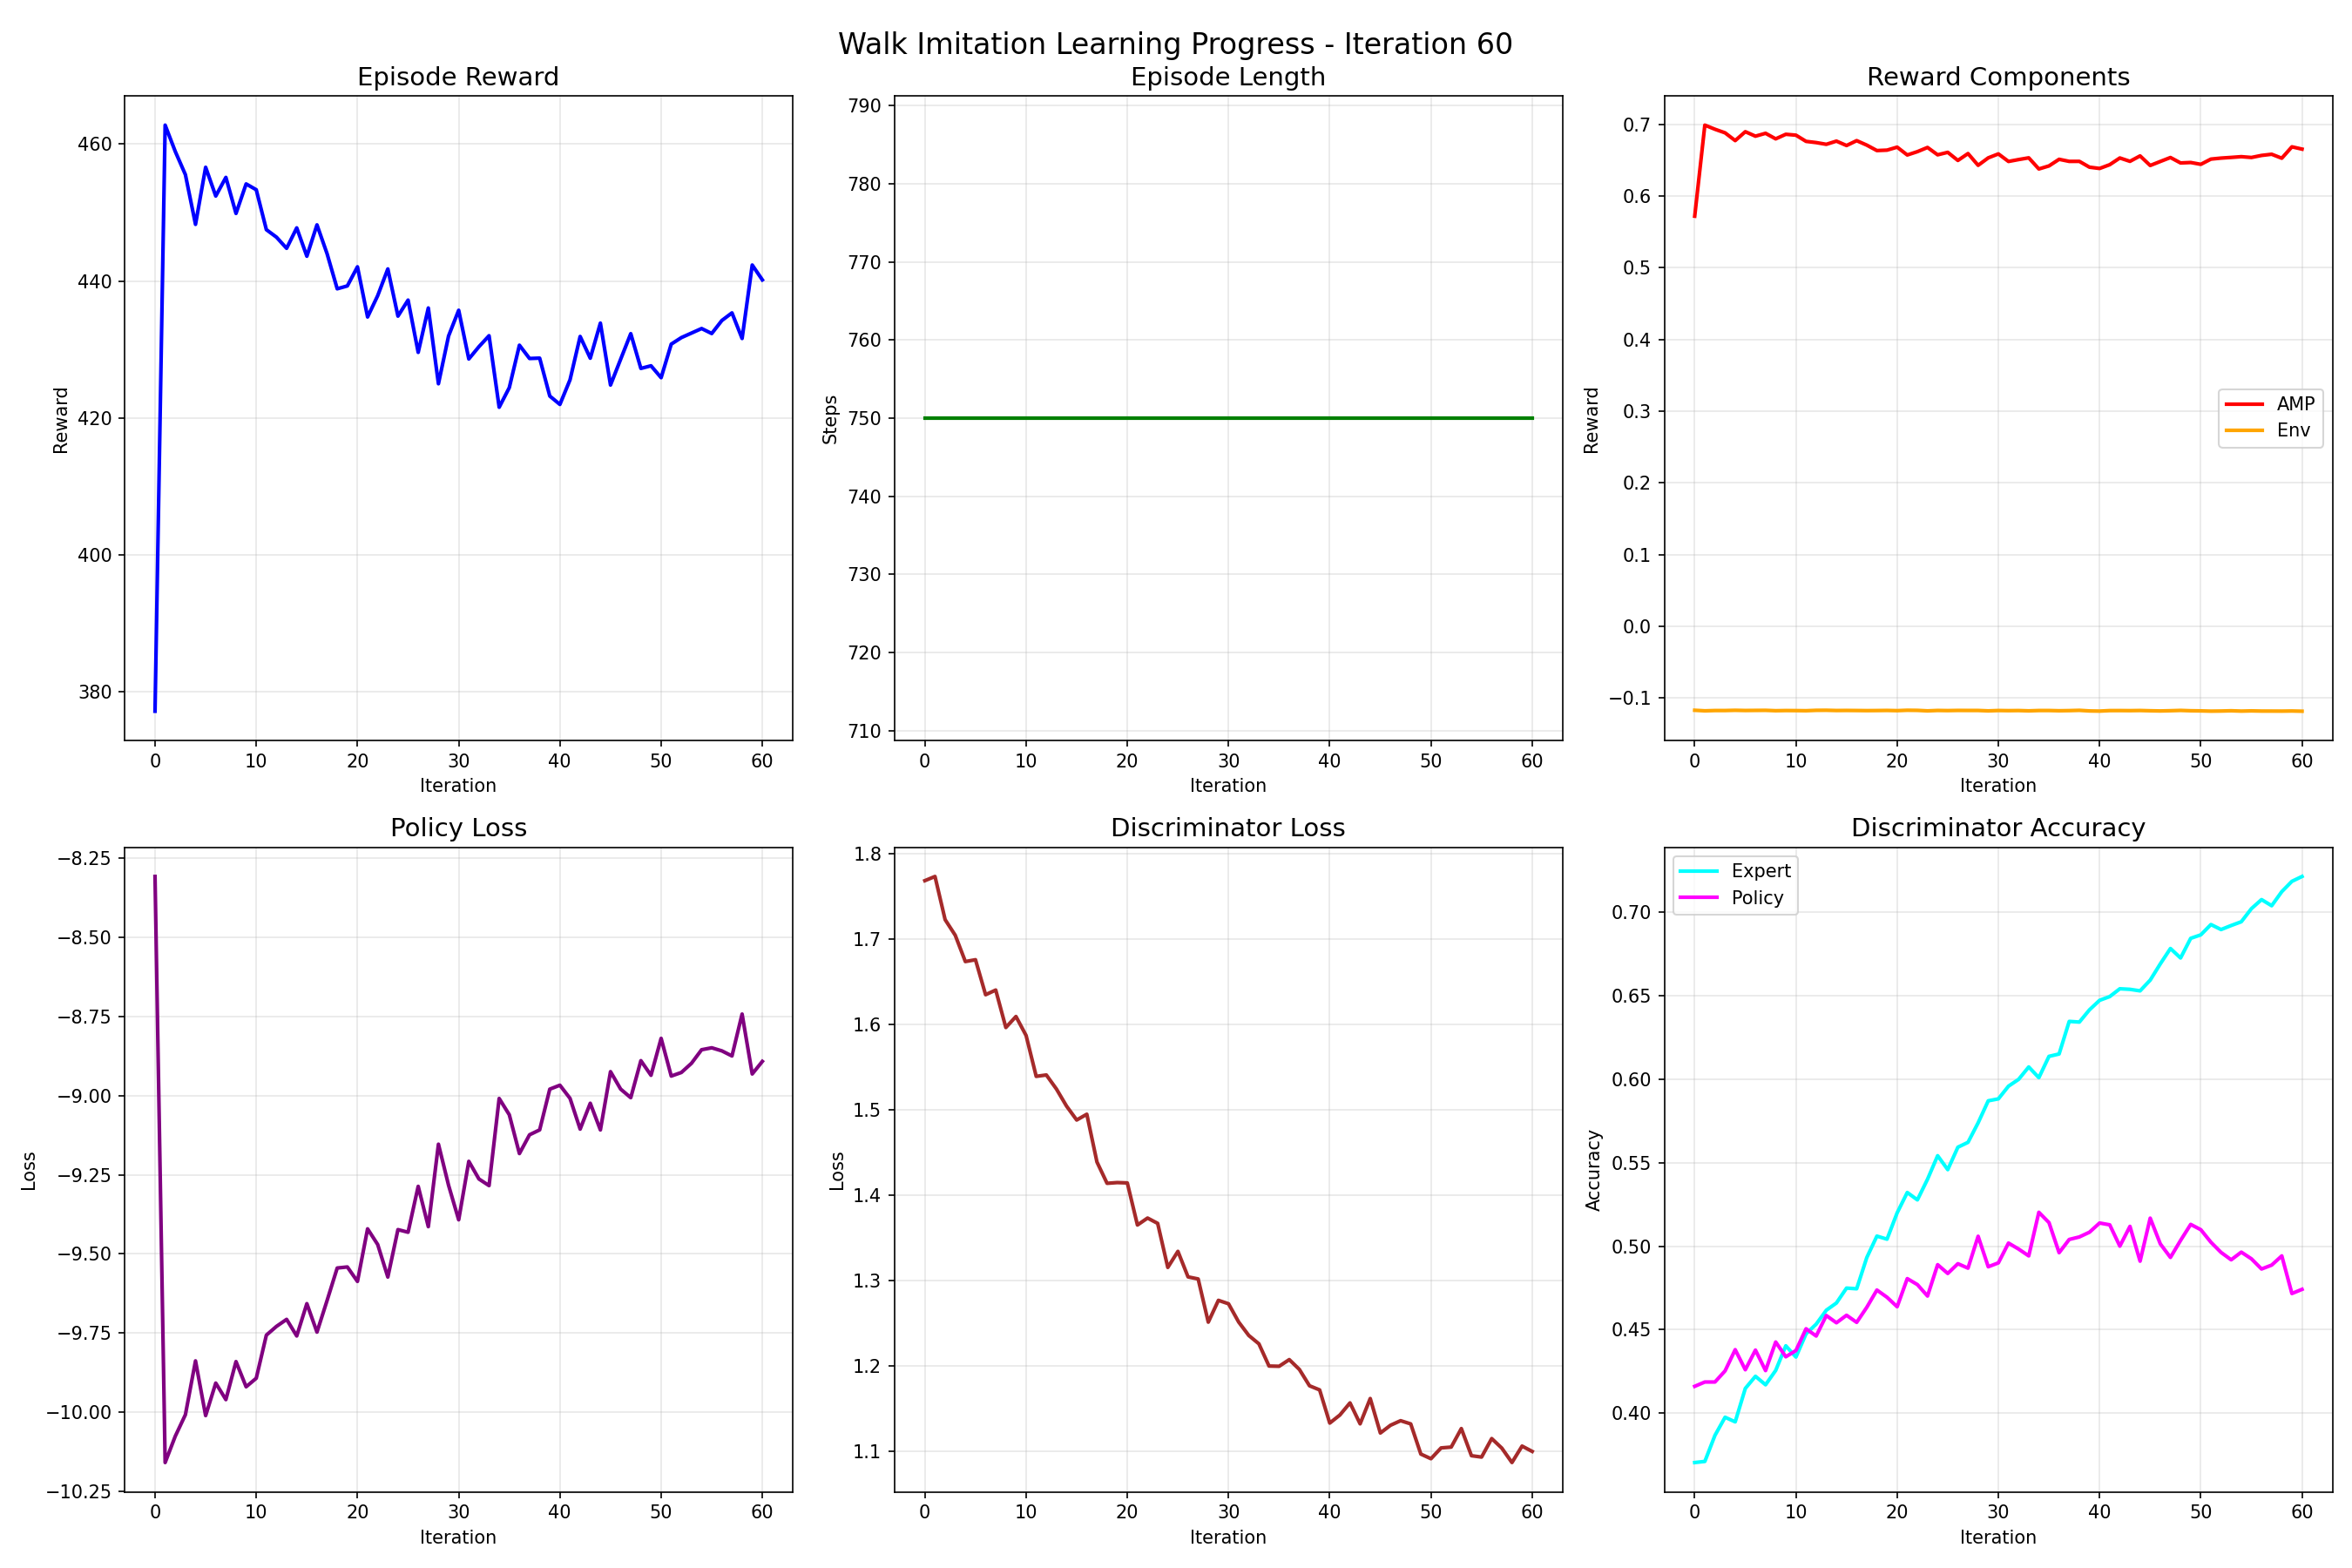 Walk Imitation Learning Progress - Iteration 60
Episode Reward
460
440
420
400
380
Reward
0 10 20 30 40 50 60
Iteration
Episode Length
790
780
770
760
750
740
730
720
710
Steps
0 10 20 30 40 50 60
Iteration
Reward Components
0.7
0.6
0.5
0.4
0.3
0.2
0.1
0.0
−0.1
Reward
AMP
Env
0 10 20 30 40 50 60
Iteration
Policy Loss
−8.25
−8.50
−8.75
−9.00
−9.25
−9.50
−9.75
−10.00
−10.25
Loss
0 10 20 30 40 50 60
Iteration
Discriminator Loss
1.8
1.7
1.6
1.5
1.4
1.3
1.2
1.1
Loss
0 10 20 30 40 50 60
Iteration
Discriminator Accuracy
Expert
Policy
0.70
0.65
0.60
0.55
0.50
0.45
0.40
Accuracy
0 10 20 30 40 50 60
Iteration